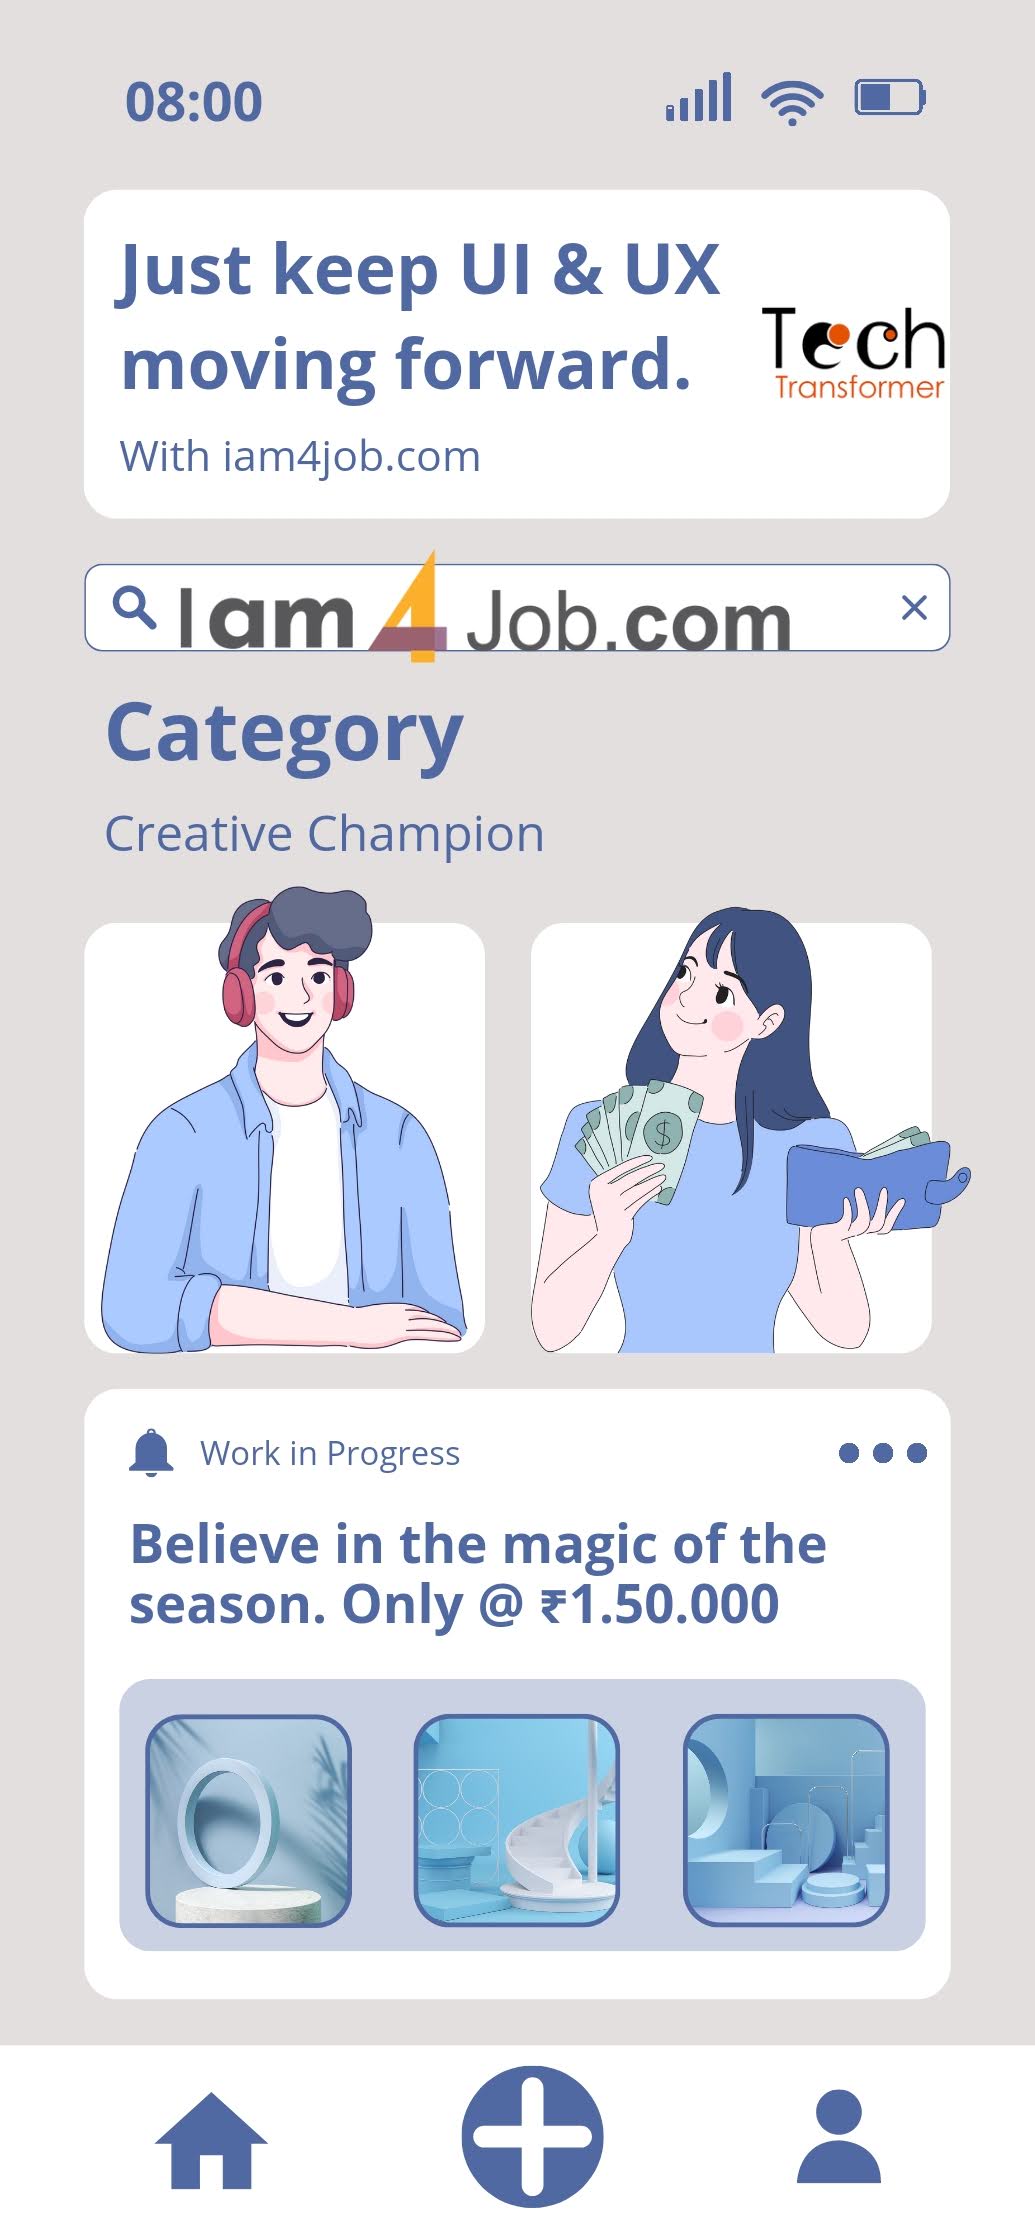 08:00
Just keep UI & UX
moving forward.
With iam4job.com
Tech
Transformer
I am 4 Job.com
Category
Creative Champion
$
Work in Progress
Believe in the magic of the
season. Only @ ₹1.50.000